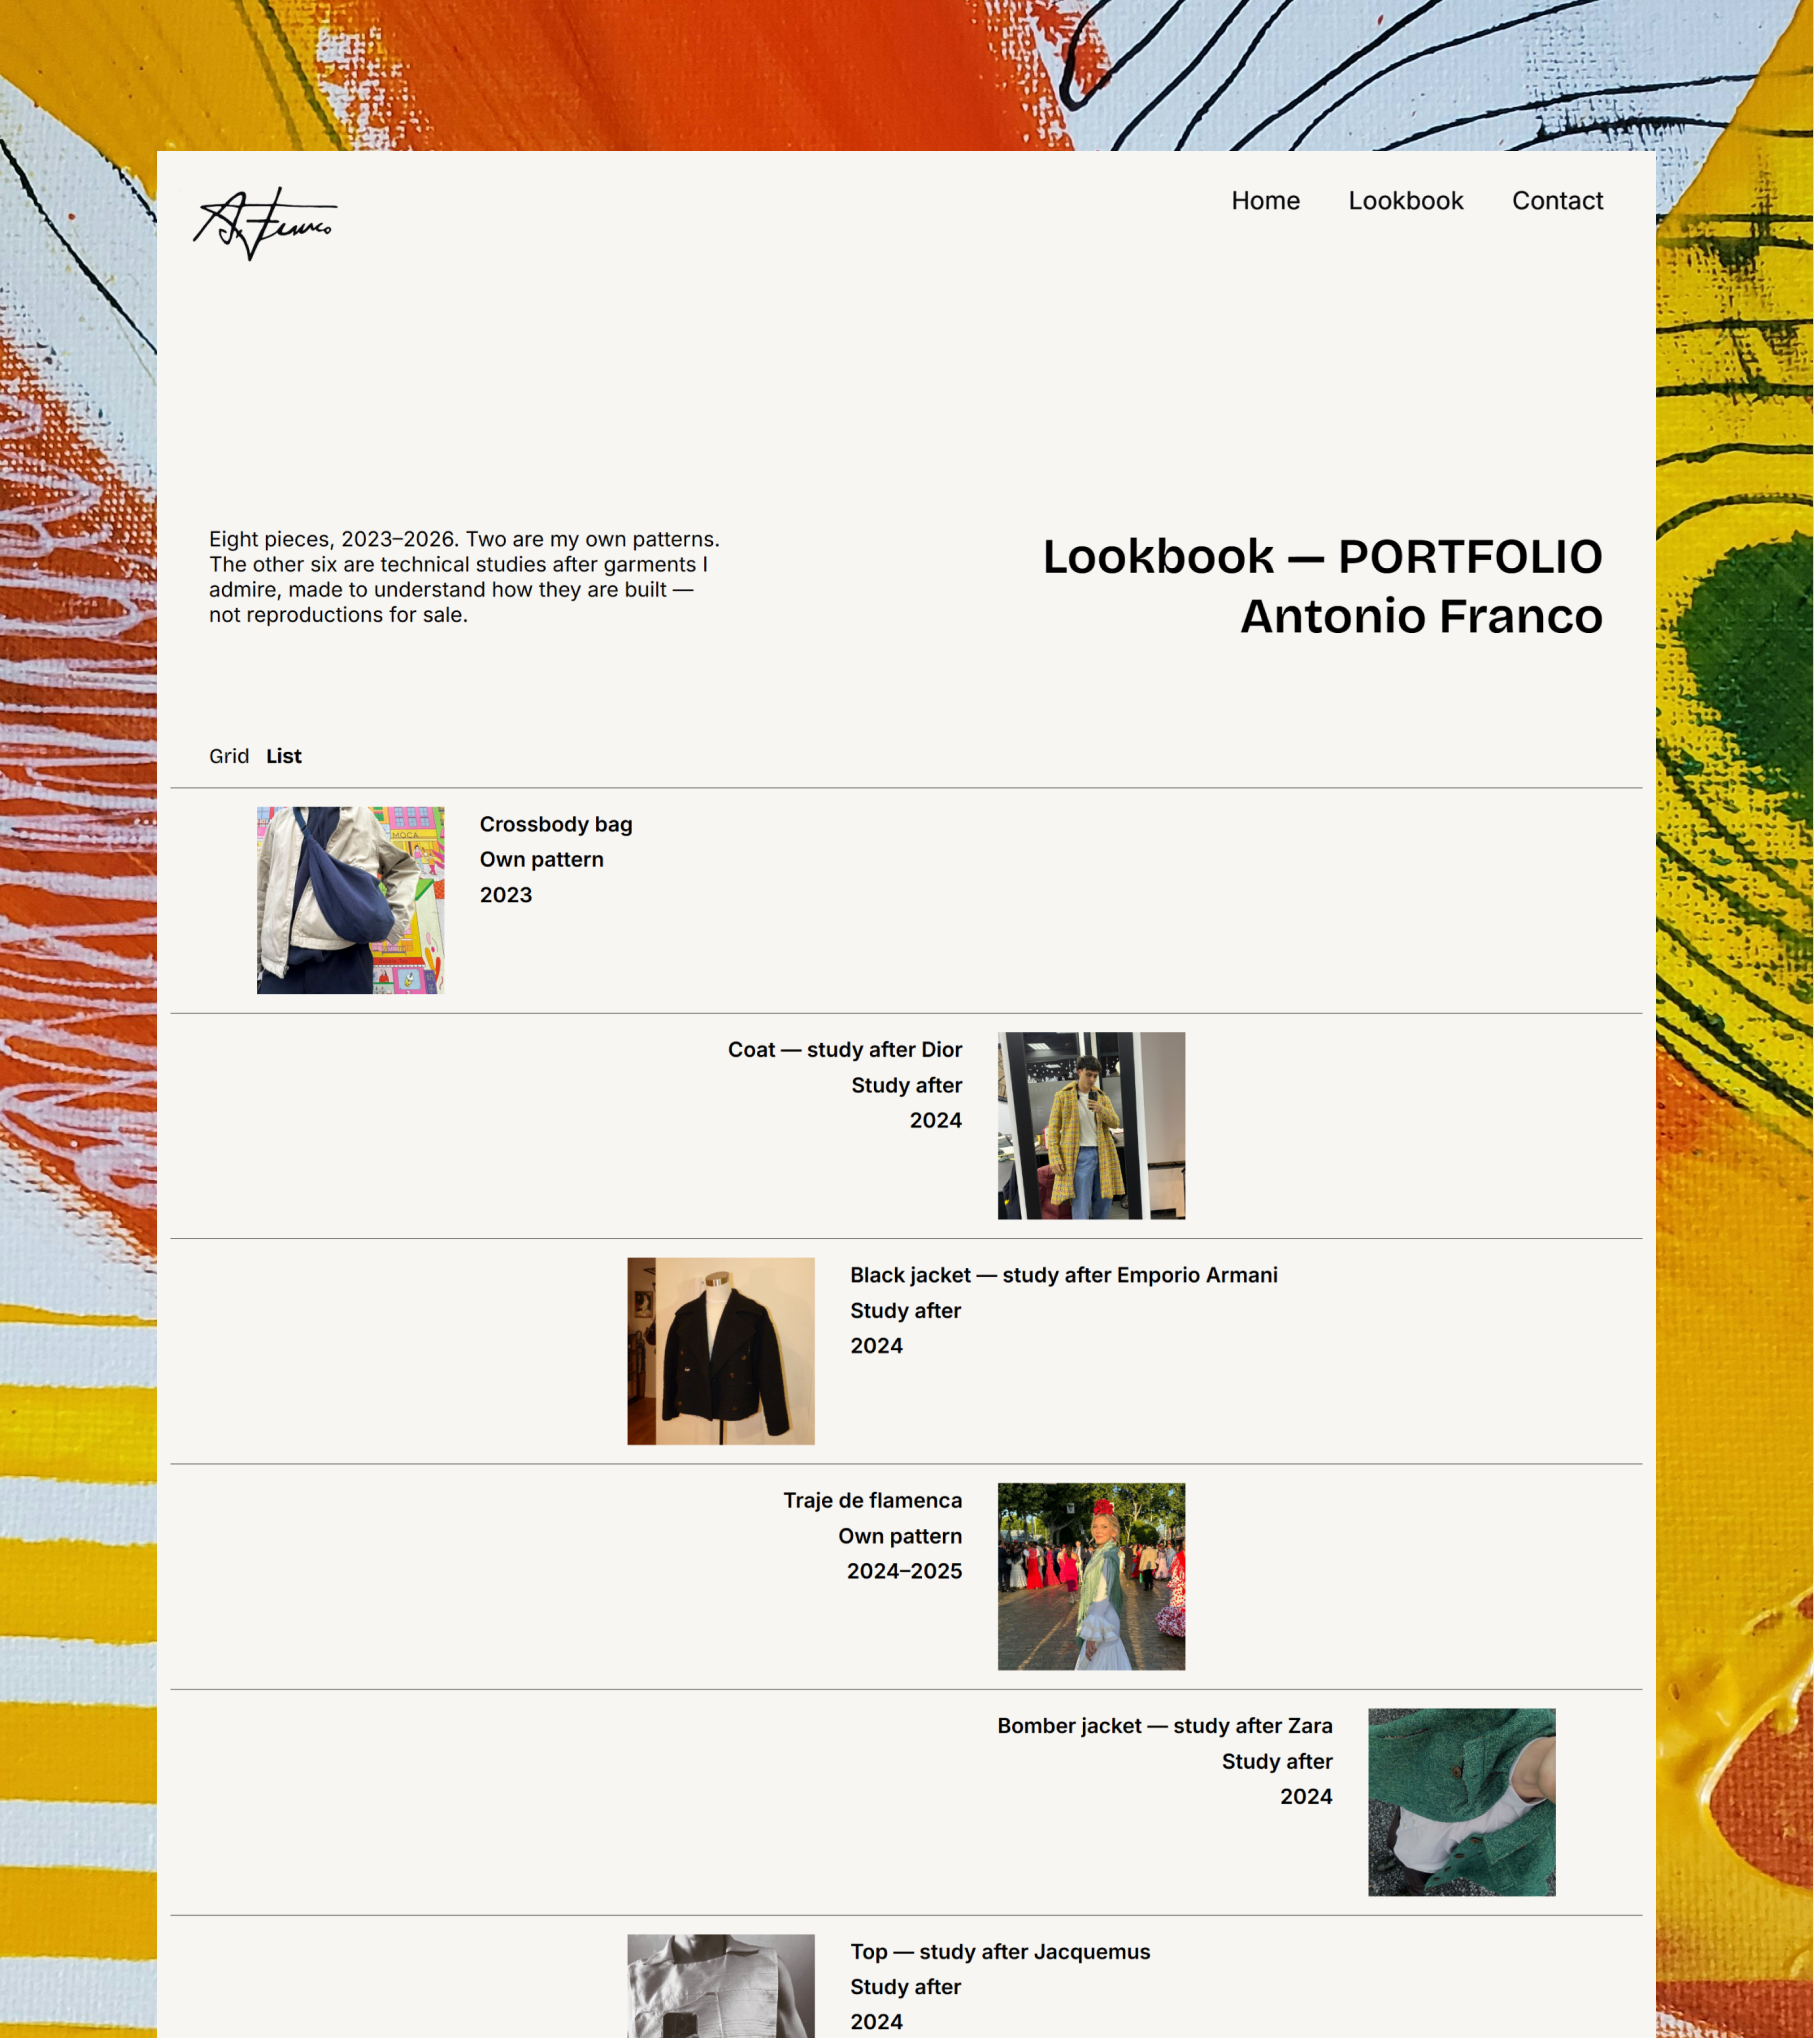 A. Franco
Home Lookbook Contact
Eight pieces, 2023–2026. Two are my own patterns.
The other six are technical studies after garments I
admire, made to understand how they are built —
not reproductions for sale.
Lookbook — PORTFOLIO
Antonio Franco
Grid List
MOCA
Crossbody bag
Own pattern
2023
Coat — study after Dior
Study after
2024
Black jacket — study after Emporio Armani
Study after
2024
Traje de flamenca
Own pattern
2024–2025
Bomber jacket — study after Zara
Study after
2024
Top — study after Jacquemus
Study after
2024